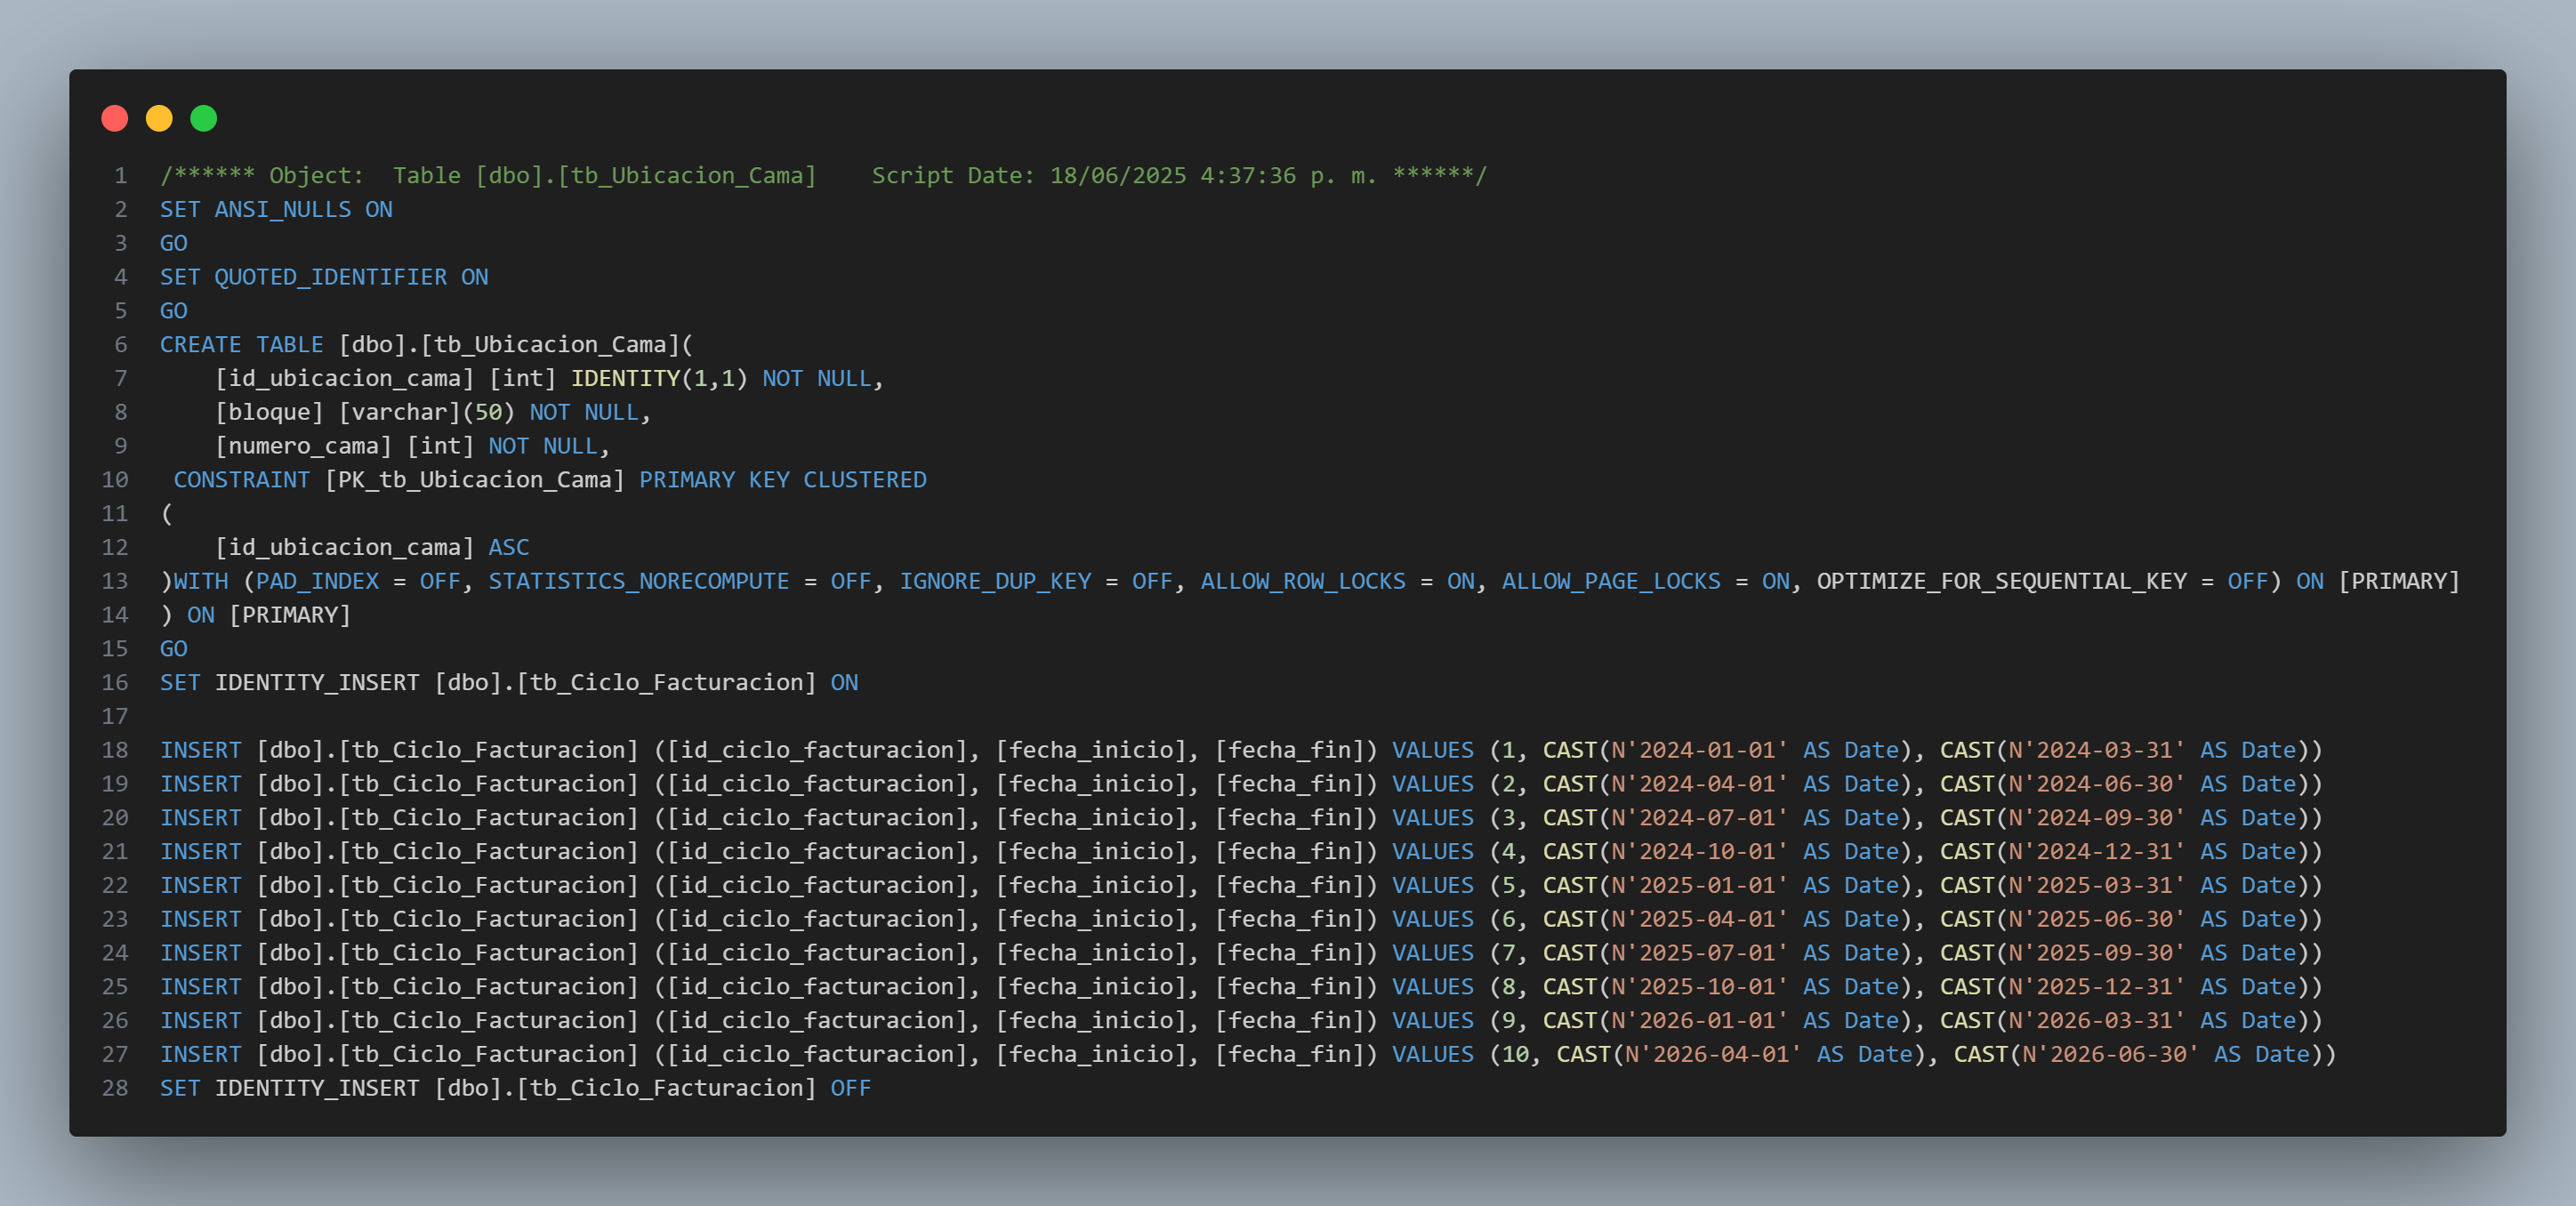 1 /****** Object:  Table [dbo].[tb_Ubicacion_Cama]    Script Date: 18/06/2025 4:37:36 p. m. ******/
2 SET ANSI_NULLS ON
3 GO
4 SET QUOTED_IDENTIFIER ON
5 GO
6 CREATE TABLE [dbo].[tb_Ubicacion_Cama](
7     [id_ubicacion_cama] [int] IDENTITY(1,1) NOT NULL,
8     [bloque] [varchar](50) NOT NULL,
9     [numero_cama] [int] NOT NULL,
10  CONSTRAINT [PK_tb_Ubicacion_Cama] PRIMARY KEY CLUSTERED
11 (
12     [id_ubicacion_cama] ASC
13 )WITH (PAD_INDEX = OFF, STATISTICS_NORECOMPUTE = OFF, IGNORE_DUP_KEY = OFF, ALLOW_ROW_LOCKS = ON, ALLOW_PAGE_LOCKS = ON, OPTIMIZE_FOR_SEQUENTIAL_KEY = OFF) ON [PRIMARY]
14 ) ON [PRIMARY]
15 GO
16 SET IDENTITY_INSERT [dbo].[tb_Ciclo_Facturacion] ON
17
18 INSERT [dbo].[tb_Ciclo_Facturacion] ([id_ciclo_facturacion], [fecha_inicio], [fecha_fin]) VALUES (1, CAST(N'2024-01-01' AS Date), CAST(N'2024-03-31' AS Date))
19 INSERT [dbo].[tb_Ciclo_Facturacion] ([id_ciclo_facturacion], [fecha_inicio], [fecha_fin]) VALUES (2, CAST(N'2024-04-01' AS Date), CAST(N'2024-06-30' AS Date))
20 INSERT [dbo].[tb_Ciclo_Facturacion] ([id_ciclo_facturacion], [fecha_inicio], [fecha_fin]) VALUES (3, CAST(N'2024-07-01' AS Date), CAST(N'2024-09-30' AS Date))
21 INSERT [dbo].[tb_Ciclo_Facturacion] ([id_ciclo_facturacion], [fecha_inicio], [fecha_fin]) VALUES (4, CAST(N'2024-10-01' AS Date), CAST(N'2024-12-31' AS Date))
22 INSERT [dbo].[tb_Ciclo_Facturacion] ([id_ciclo_facturacion], [fecha_inicio], [fecha_fin]) VALUES (5, CAST(N'2025-01-01' AS Date), CAST(N'2025-03-31' AS Date))
23 INSERT [dbo].[tb_Ciclo_Facturacion] ([id_ciclo_facturacion], [fecha_inicio], [fecha_fin]) VALUES (6, CAST(N'2025-04-01' AS Date), CAST(N'2025-06-30' AS Date))
24 INSERT [dbo].[tb_Ciclo_Facturacion] ([id_ciclo_facturacion], [fecha_inicio], [fecha_fin]) VALUES (7, CAST(N'2025-07-01' AS Date), CAST(N'2025-09-30' AS Date))
25 INSERT [dbo].[tb_Ciclo_Facturacion] ([id_ciclo_facturacion], [fecha_inicio], [fecha_fin]) VALUES (8, CAST(N'2025-10-01' AS Date), CAST(N'2025-12-31' AS Date))
26 INSERT [dbo].[tb_Ciclo_Facturacion] ([id_ciclo_facturacion], [fecha_inicio], [fecha_fin]) VALUES (9, CAST(N'2026-01-01' AS Date), CAST(N'2026-03-31' AS Date))
27 INSERT [dbo].[tb_Ciclo_Facturacion] ([id_ciclo_facturacion], [fecha_inicio], [fecha_fin]) VALUES (10, CAST(N'2026-04-01' AS Date), CAST(N'2026-06-30' AS Date))
28 SET IDENTITY_INSERT [dbo].[tb_Ciclo_Facturacion] OFF